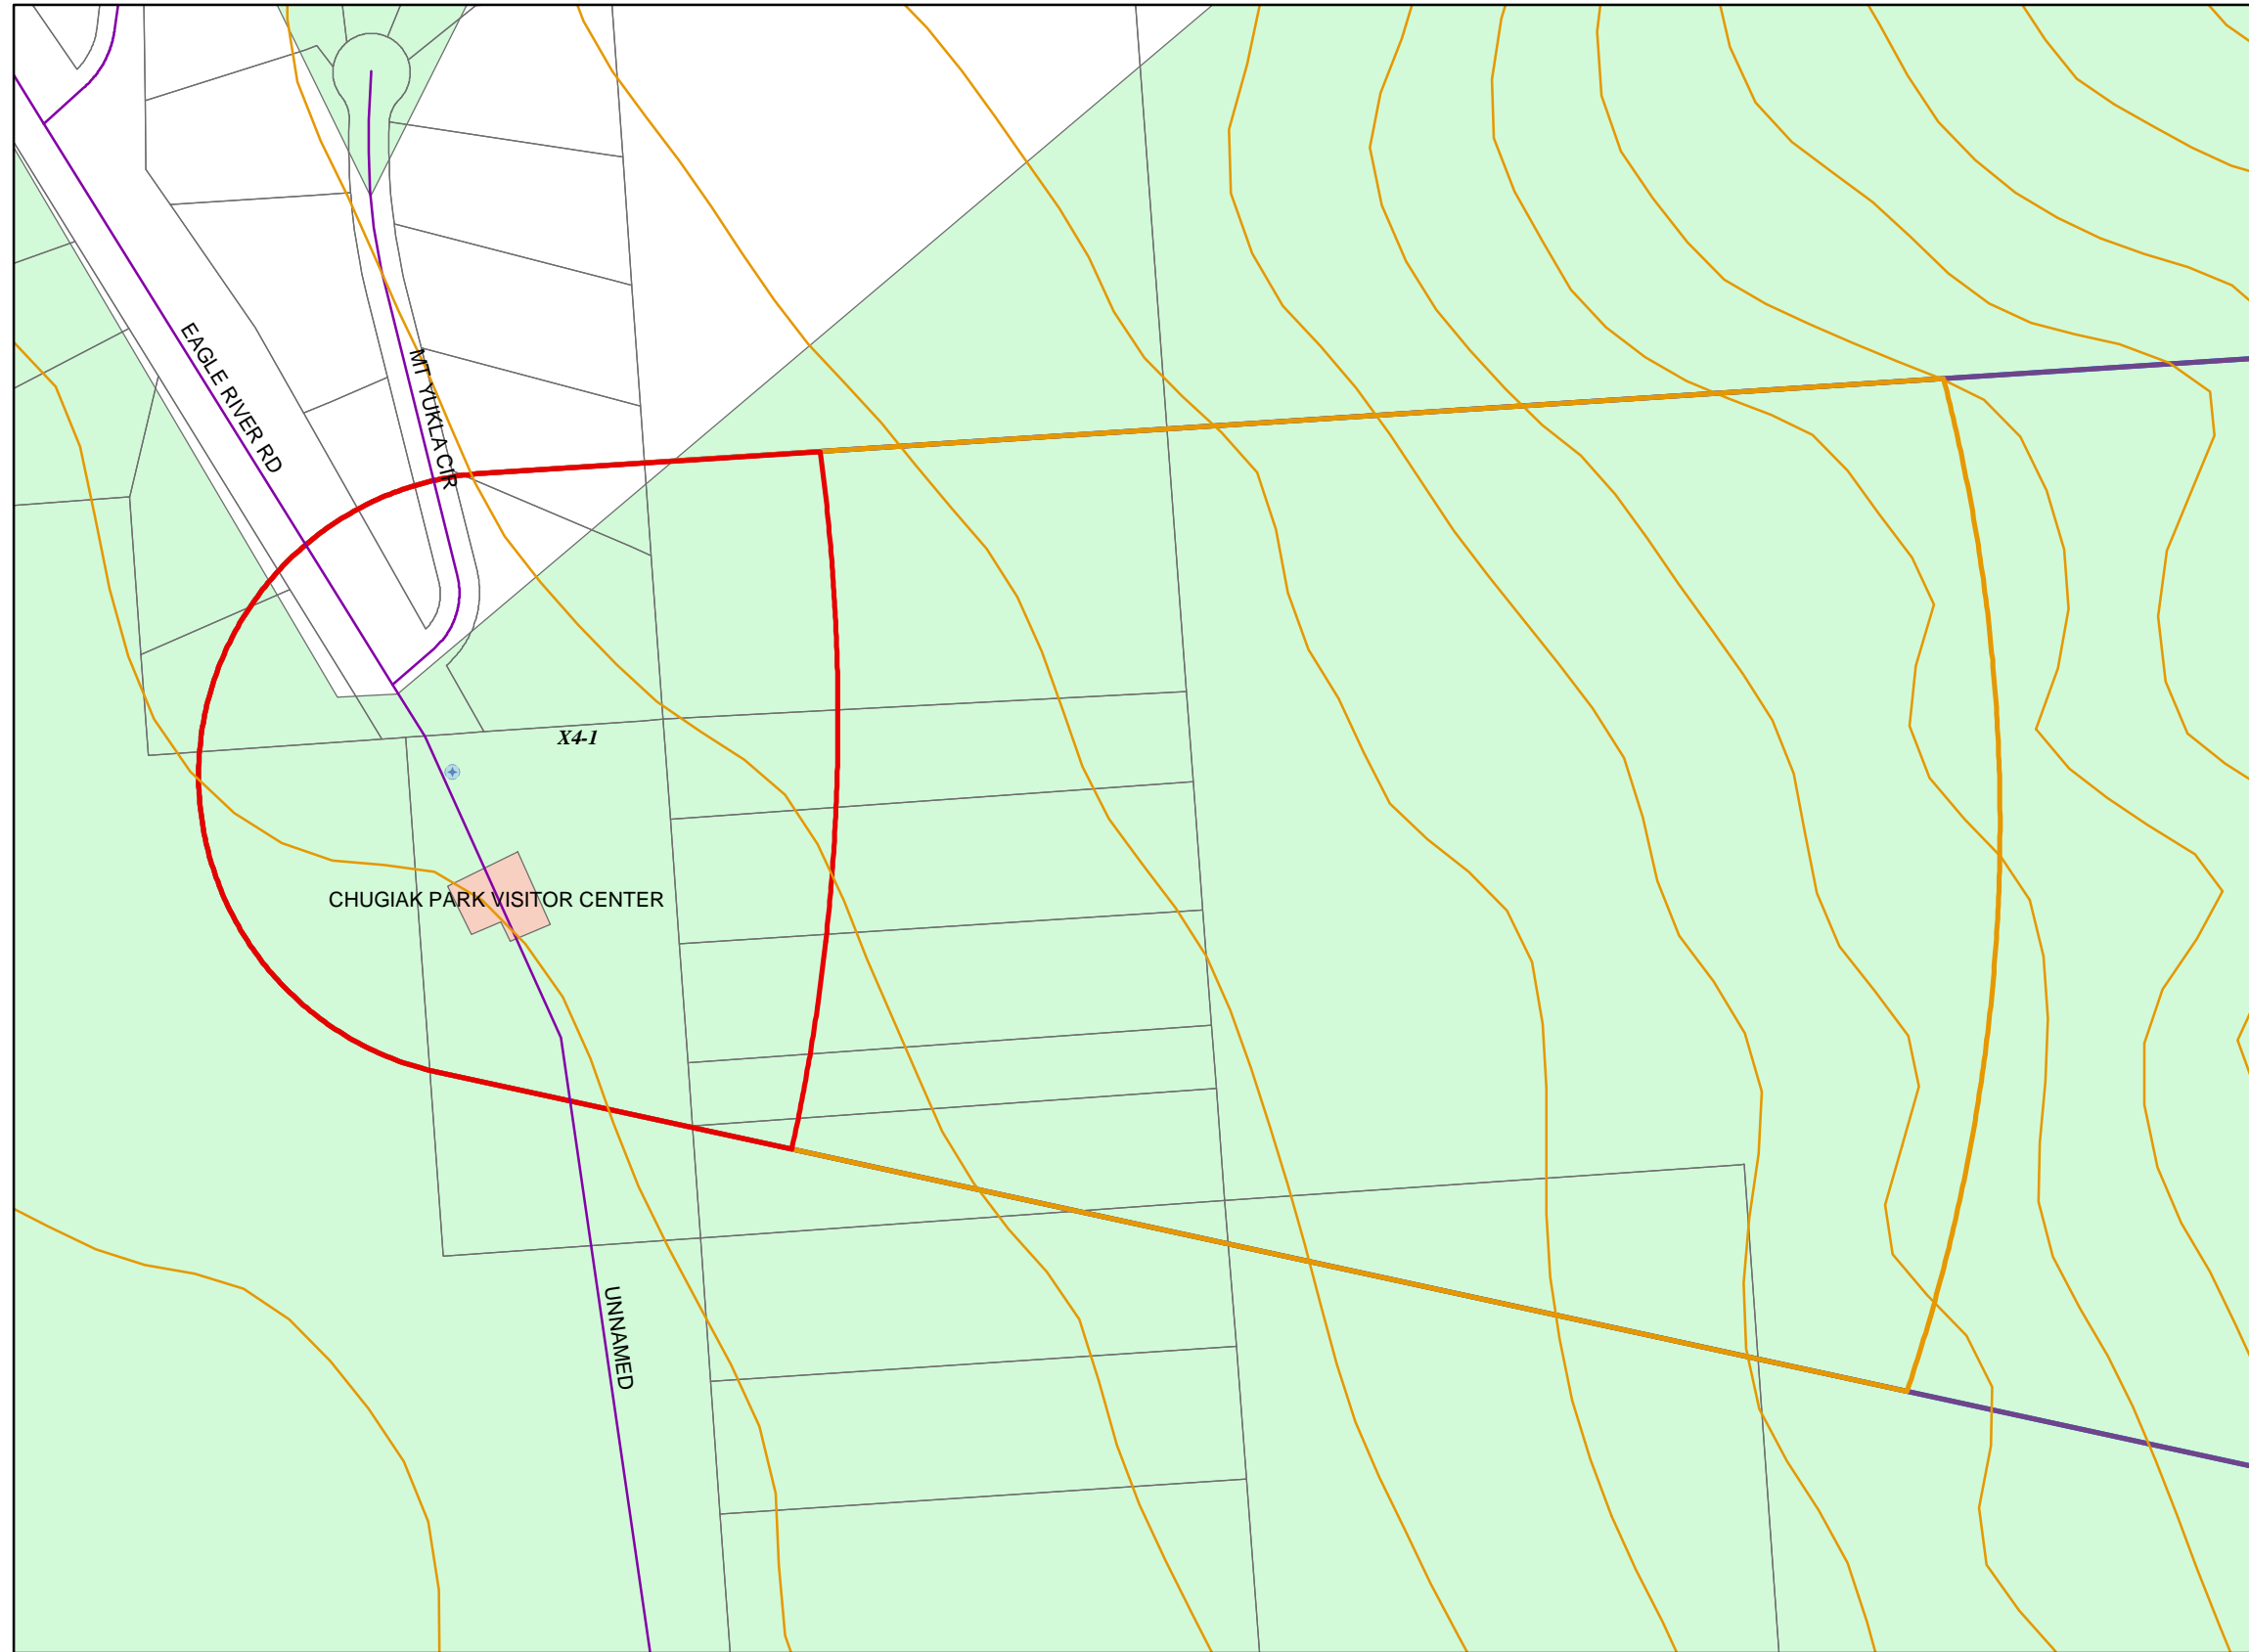 EAGLE RIVER RD
MT YUKLA CIR
X4-1
CHUGIAK PARK VISITOR CENTER
UNNAMED